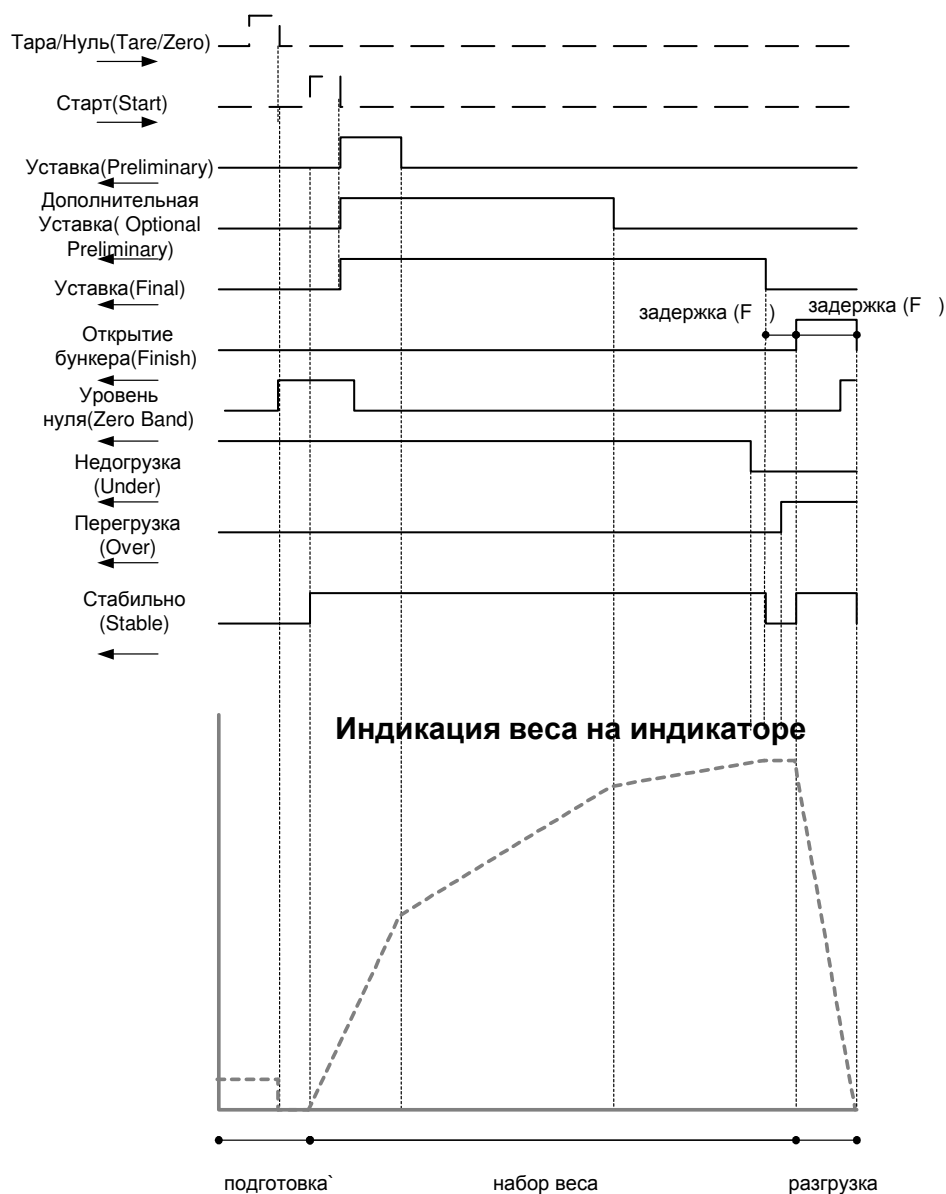 Тара/Нуль(Tare/Zero)
Старт(Start)
Уставка(Preliminary)
Дополнительная
Уставка( Optional
Preliminary)
Уставка(Final)
задержка (F )
задержка (F )
Открытие
бункера(Finish)
Уровень
нуля(Zero Band)
Недогрузка
(Under)
Перегрузка
(Over)
Стабильно
(Stable)
Индикация веса на индикаторе
подготовка`
набор веса
разгрузка